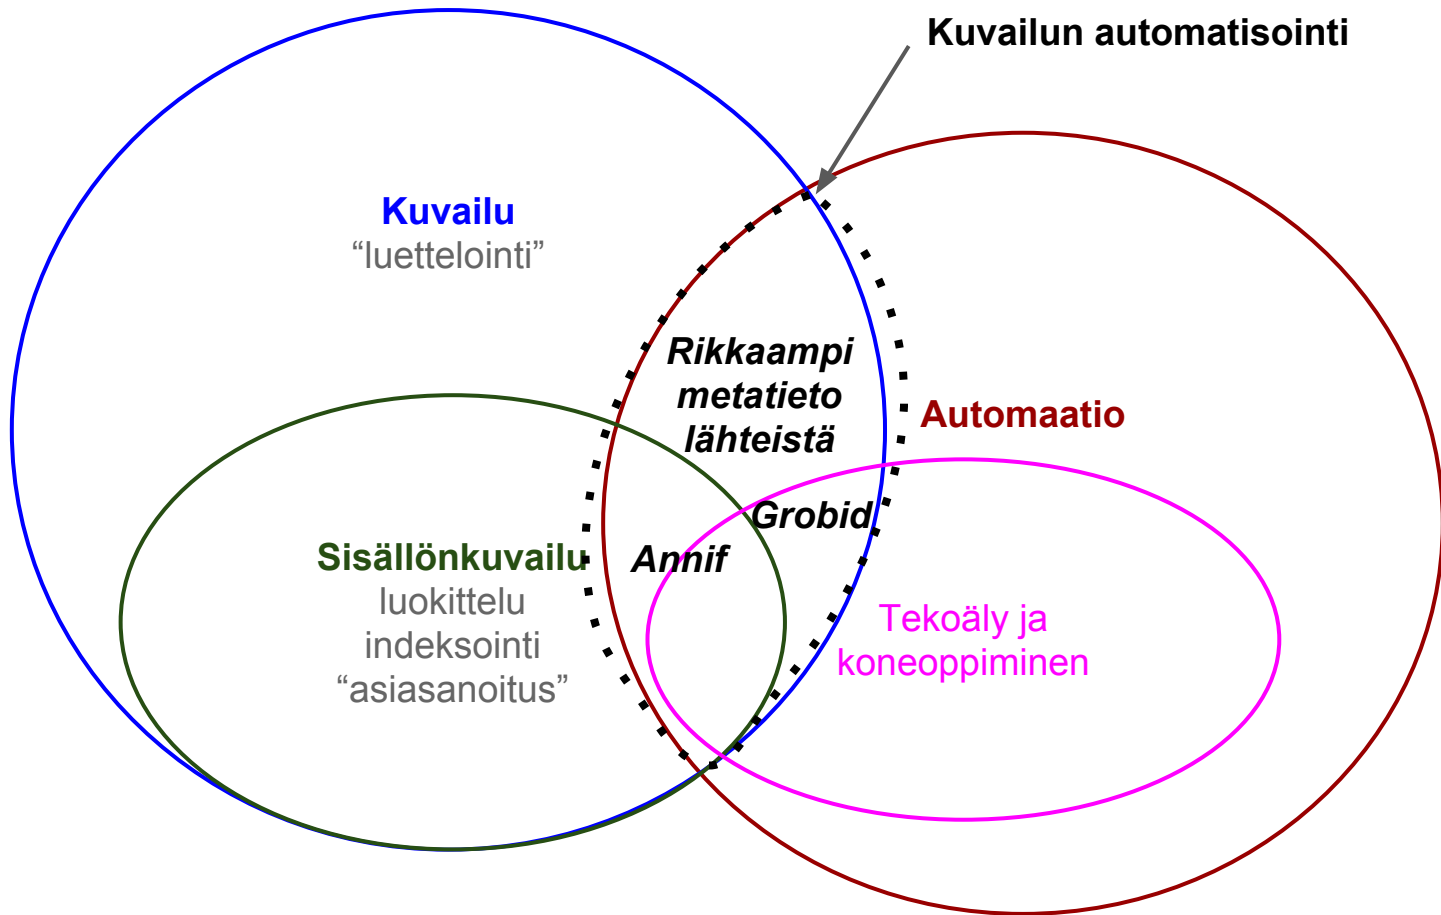 Kuvailun automatisointi
Kuvailu
“luettelointi”
Rikkaampi
metatieto
lähteistä
Automaatio
Grobid
Annif
Sisällönkuvailu
luokittelu
indeksointi
“asiasanoitus”
Tekoäly ja
koneoppiminen